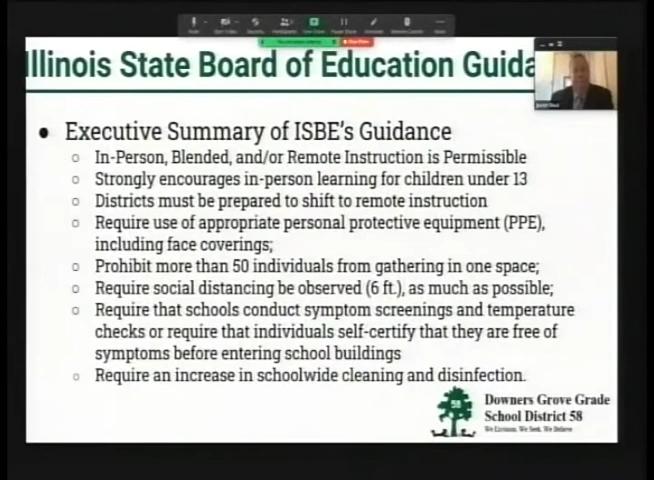 Illinois State Board of Education Guida
● Executive Summary of ISBE's Guidance
○ In-Person, Blended, and/or Remote Instruction is Permissible
○ Strongly encourages in-person learning for children under 13
○ Districts must be prepared to shift to remote instruction
○ Require use of appropriate personal protective equipment (PPE),
including face coverings;
○ Prohibit more than 50 individuals from gathering in one space;
○ Require social distancing be observed (6 ft.), as much as possible;
○ Require that schools conduct symptom screenings and temperature
checks or require that individuals self-certify that they are free of
symptoms before entering school buildings
○ Require an increase in schoolwide cleaning and disinfection.
58
Downers Grove Grade
School District 58